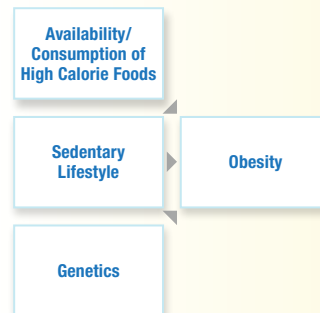 Availability/
Consumption of
High Calorie Foods
Sedentary
Lifestyle
Obesity
Genetics